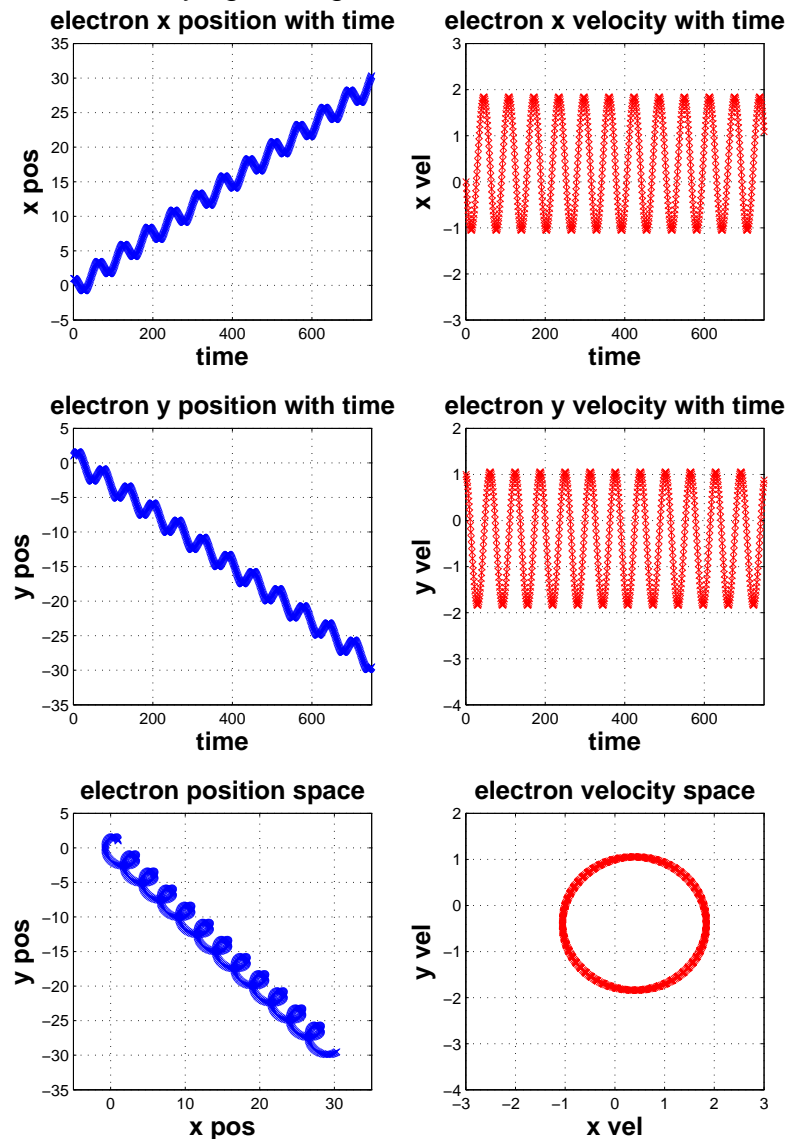 electron x position with time
35
30
25
20
15
10
5
0
−5
x pos
0 200 400 600
time
electron x velocity with time
3
2
1
0
−1
−2
−3
x vel
0 200 400 600
time
electron y position with time
5
0
−5
−10
−15
−20
−25
−30
−35
y pos
0 200 400 600
time
electron y velocity with time
2
1
0
−1
−2
−3
−4
y vel
0 200 400 600
time
electron position space
5
0
−5
−10
−15
−20
−25
−30
−35
y pos
0 10 20 30
x pos
electron velocity space
2
1
0
−1
−2
−3
−4
y vel
−3 −2 −1 0 1 2 3
x vel